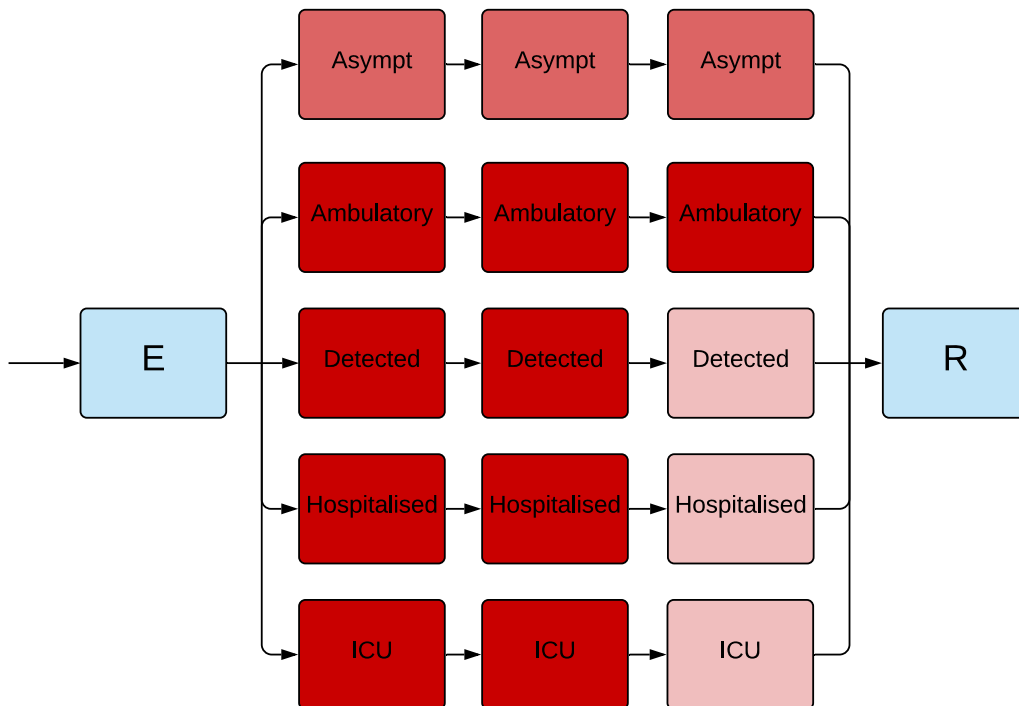 Asympt Asympt Asympt
Ambulatory Ambulatory Ambulatory
E Detected Detected Detected R
Hospitalised Hospitalised Hospitalised
ICU ICU ICU